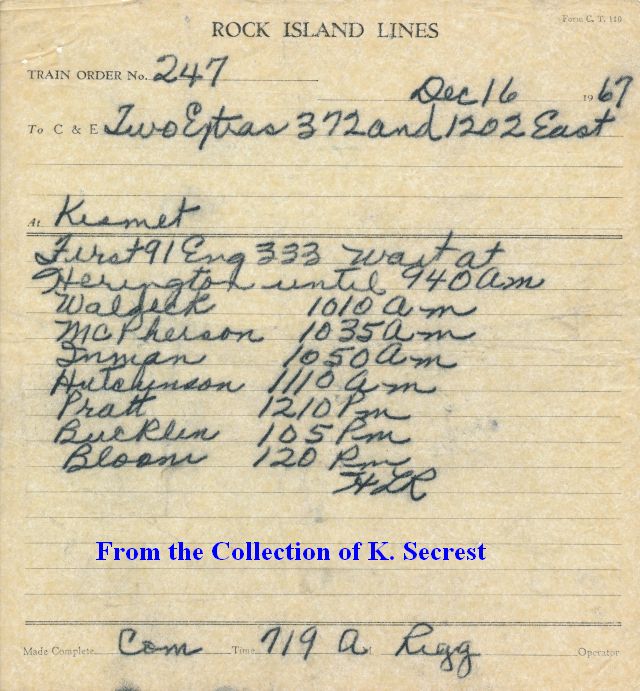 Form C. T. 110
ROCK ISLAND LINES
TRAIN ORDER No. 247
Dec 16 1967
To C & E Two Extras 372 and 1202 East
At Kismet
First 91 Eng 333 wait at
Herington until 940 am
Waldeck 1010 am
McPherson 1035 am
Inman 1050 am
Hutchinson 1110 am
Pratt 1210 Pm
Bucklin 105 Pm
Bloom 120 Pm
HLR
From the Collection of K. Secrest
Made Complete Com Time 719 A M Rigg Operator